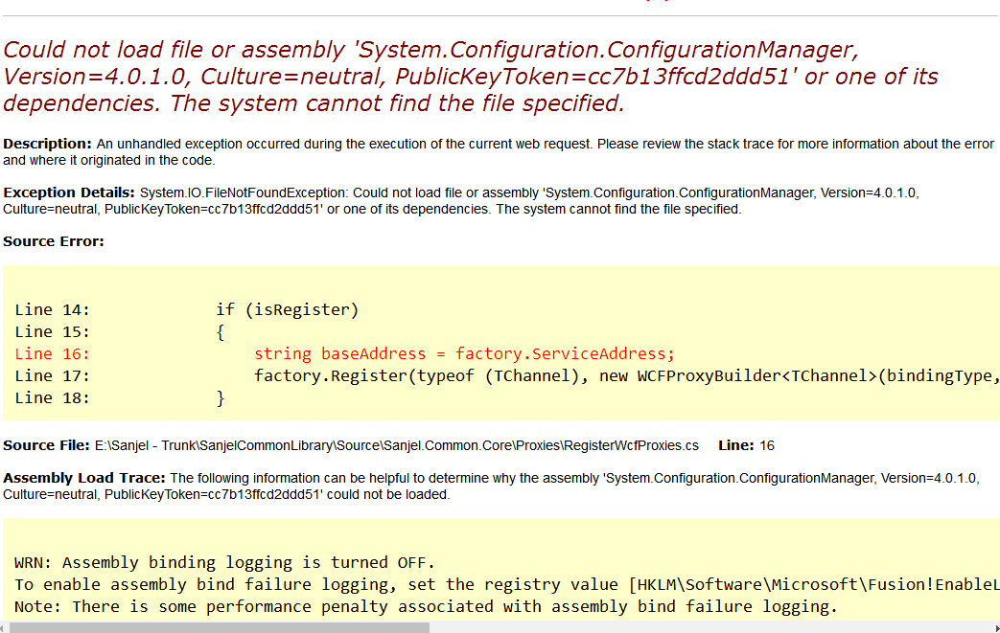 Could not load file or assembly 'System.Configuration.ConfigurationManager,
Version=4.0.1.0, Culture=neutral, PublicKeyToken=cc7b13ffcd2ddd51' or one of its
dependencies. The system cannot find the file specified.
Description: An unhandled exception occurred during the execution of the current web request. Please review the stack trace for more information about the error
and where it originated in the code.
Exception Details: System.IO.FileNotFoundException: Could not load file or assembly 'System.Configuration.ConfigurationManager, Version=4.0.1.0,
Culture=neutral, PublicKeyToken=cc7b13ffcd2ddd51' or one of its dependencies. The system cannot find the file specified.
Source Error:
Line 14:             if (isRegister)
Line 15:             {
Line 16:                 string baseAddress = factory.ServiceAddress;
Line 17:                 factory.Register(typeof (TChannel), new WCFProxyBuilder<TChannel>(bindingType,
Line 18:             }
Source File: E:\Sanjel - Trunk\SanjelCommonLibrary\Source\Sanjel.Common.Core\Proxies\RegisterWcfProxies.cs    Line: 16
Assembly Load Trace: The following information can be helpful to determine why the assembly 'System.Configuration.ConfigurationManager, Version=4.0.1.0,
Culture=neutral, PublicKeyToken=cc7b13ffcd2ddd51' could not be loaded.
WRN: Assembly binding logging is turned OFF.
To enable assembly bind failure logging, set the registry value [HKLM\Software\Microsoft\Fusion!EnableL
Note: There is some performance penalty associated with assembly bind failure logging.